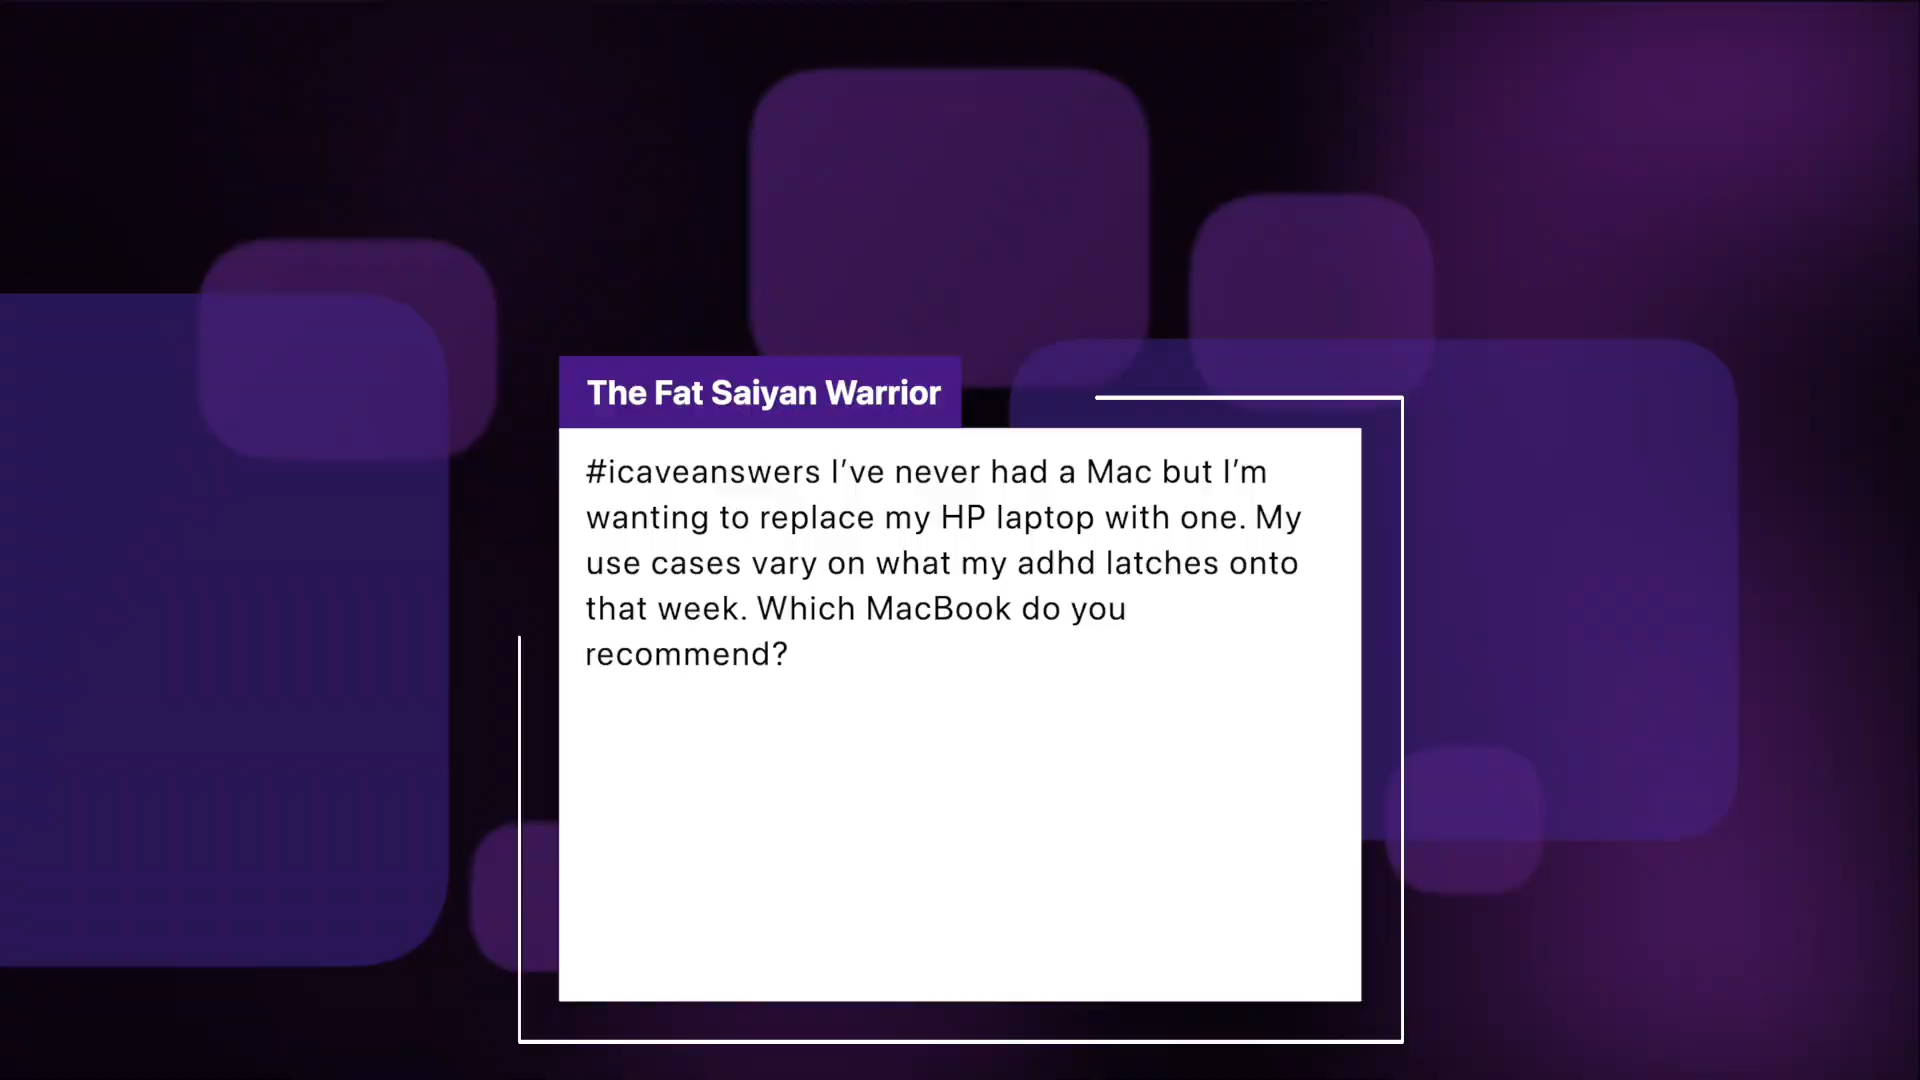 The Fat Saiyan Warrior
#icaveanswers I’ve never had a Mac but I’m
wanting to replace my HP laptop with one. My
use cases vary on what my adhd latches onto
that week. Which MacBook do you
recommend?